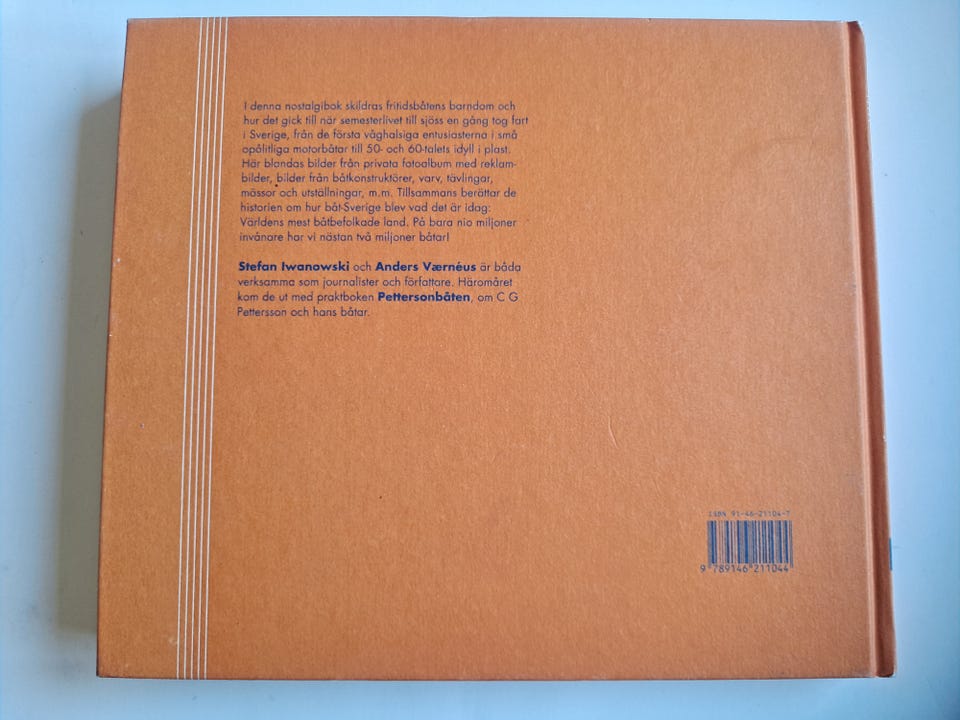 I denna nostalgibok skildras fritidsbåtens barndom och
hur det gick till när semesterlivet till sjöss en gång tog fart
i Sverige, från de första våghalsiga entusiasterna i små
opålitliga motorbåtar till 50- och 60-talets idyll i plast.
Här blandas bilder från privata fotoalbum med reklam-
bilder, bilder från båtkonstruktörer, varv, tävlingar,
mässor och utställningar, m.m. Tillsammans berättar de
historien om hur båt-Sverige blev vad det är idag:
Världens mest båtbefolkade land. På bara nio miljoner
invånare har vi nästan två miljoner båtar!
Stefan Iwanowski och Anders Værnéus är båda
verksamma som journalister och författare. Häromåret
kom de ut med praktboken Pettersonbåten, om C G
Pettersson och hans båtar.
ISBN 91-46-21104-7
9 789146 211044